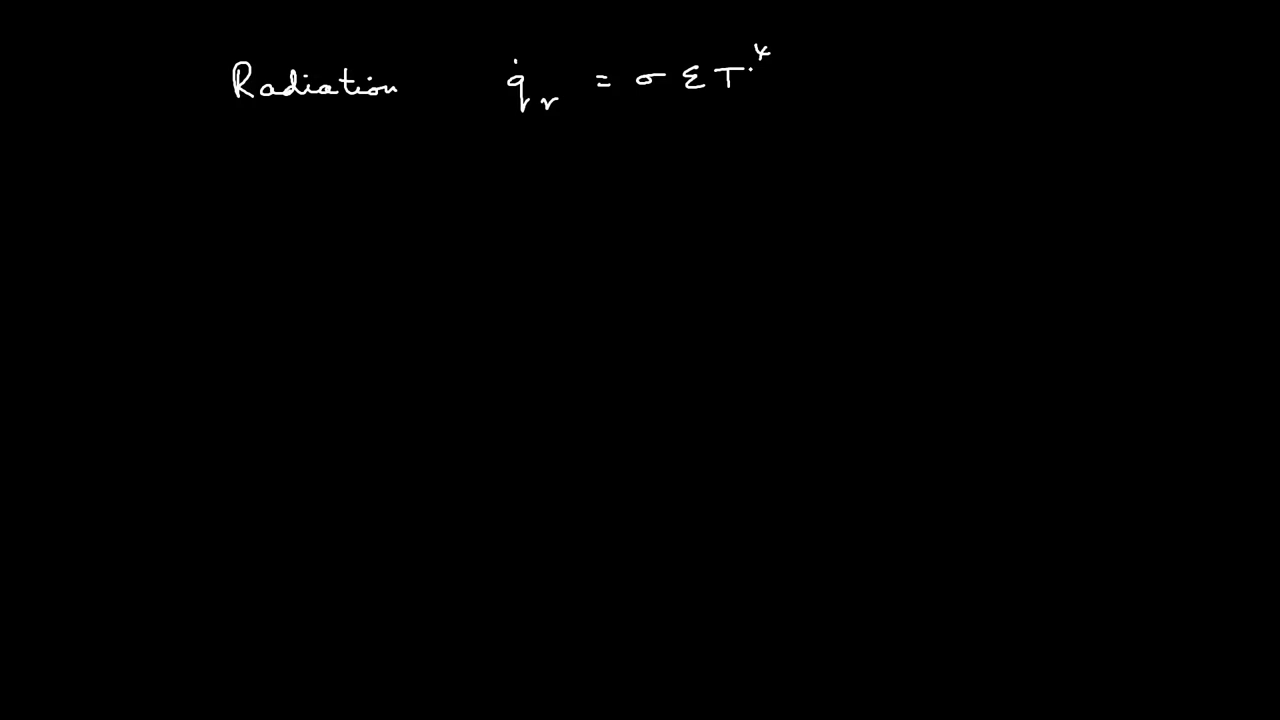 Radiation q̇ᵣ = σ Ɛ T⁴